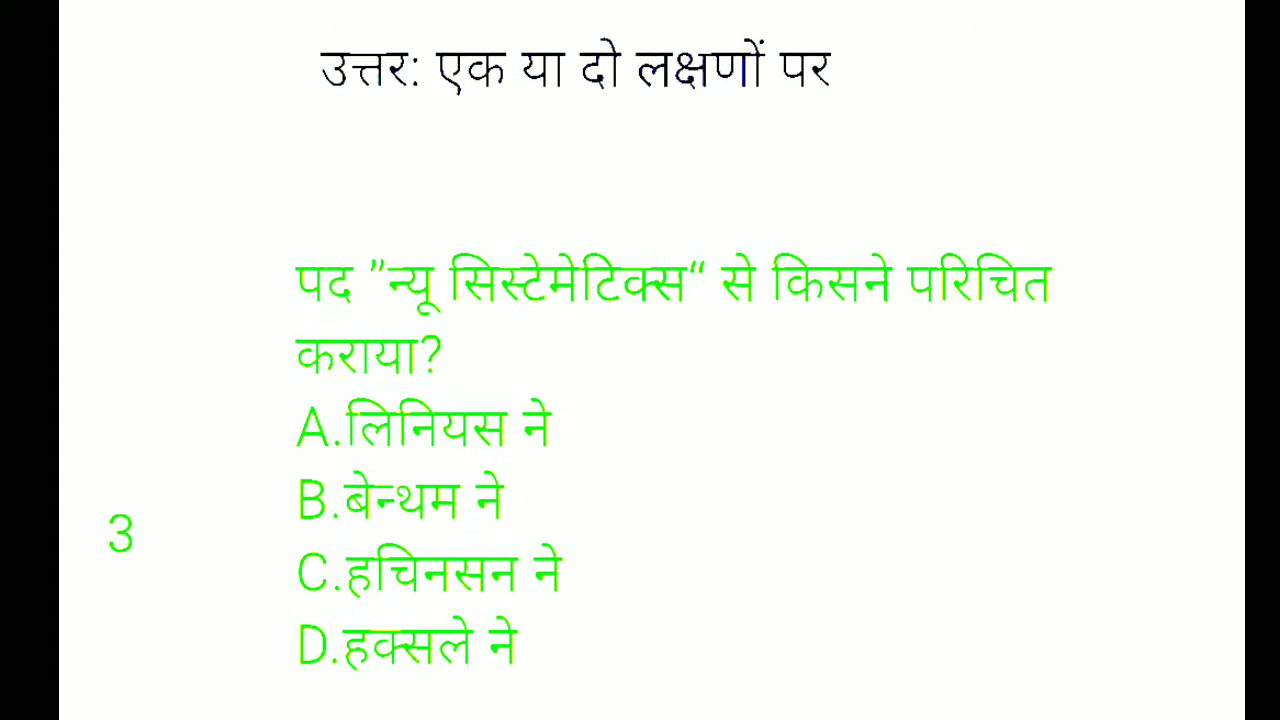 उत्तर: एक या दो लक्षणों पर
पद ”न्यू सिस्टेमेटिक्स“ से किसने परिचित
कराया?
A.लिनियस ने
B.बेन्थम ने
3
C.हचिनसन ने
D.हक्सले ने